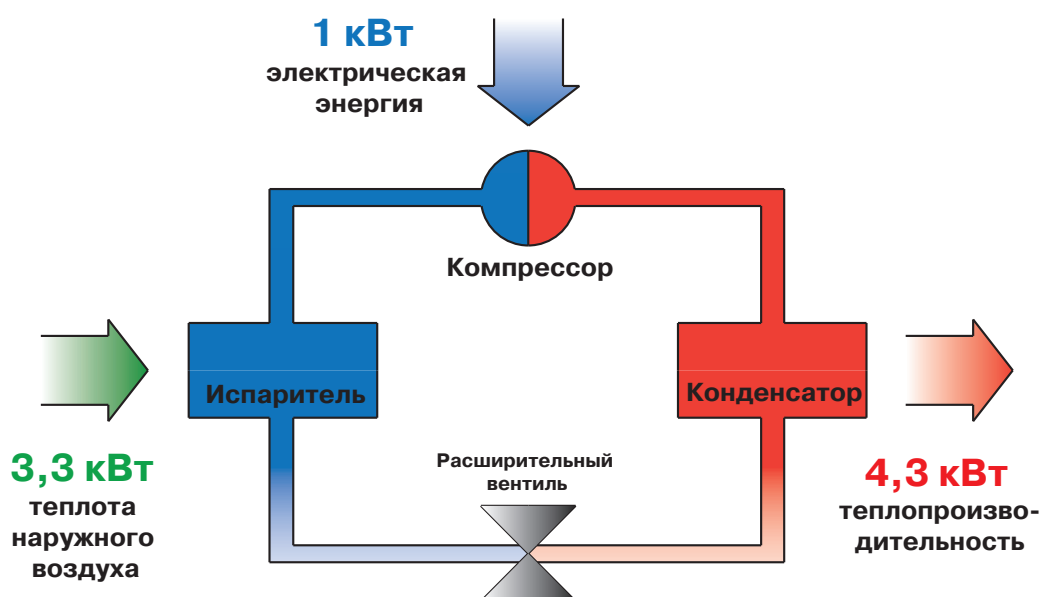 1 кВт
электрическая
энергия
Компрессор
Испаритель
Конденсатор
3,3 кВт
теплота
наружного
воздуха
Расширительный
вентиль
4,3 кВт
теплопроизво-
дительность